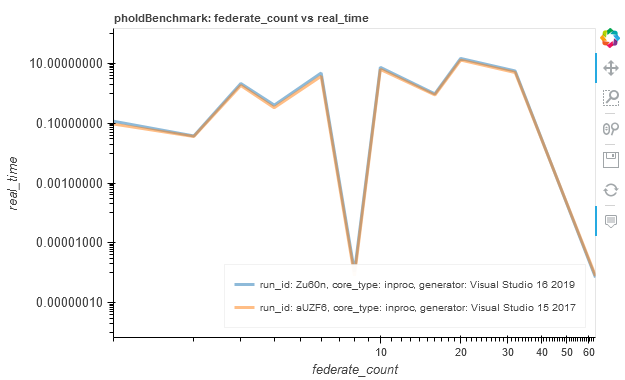 pholdBenchmark: federate_count vs real_time
10.00000000
0.10000000
0.00100000
0.00001000
0.00000010
real_time
run_id: Zu60n, core_type: inproc, generator: Visual Studio 16 2019
run_id: aUZF6, core_type: inproc, generator: Visual Studio 15 2017
10 20 30 40 50 60
federate_count